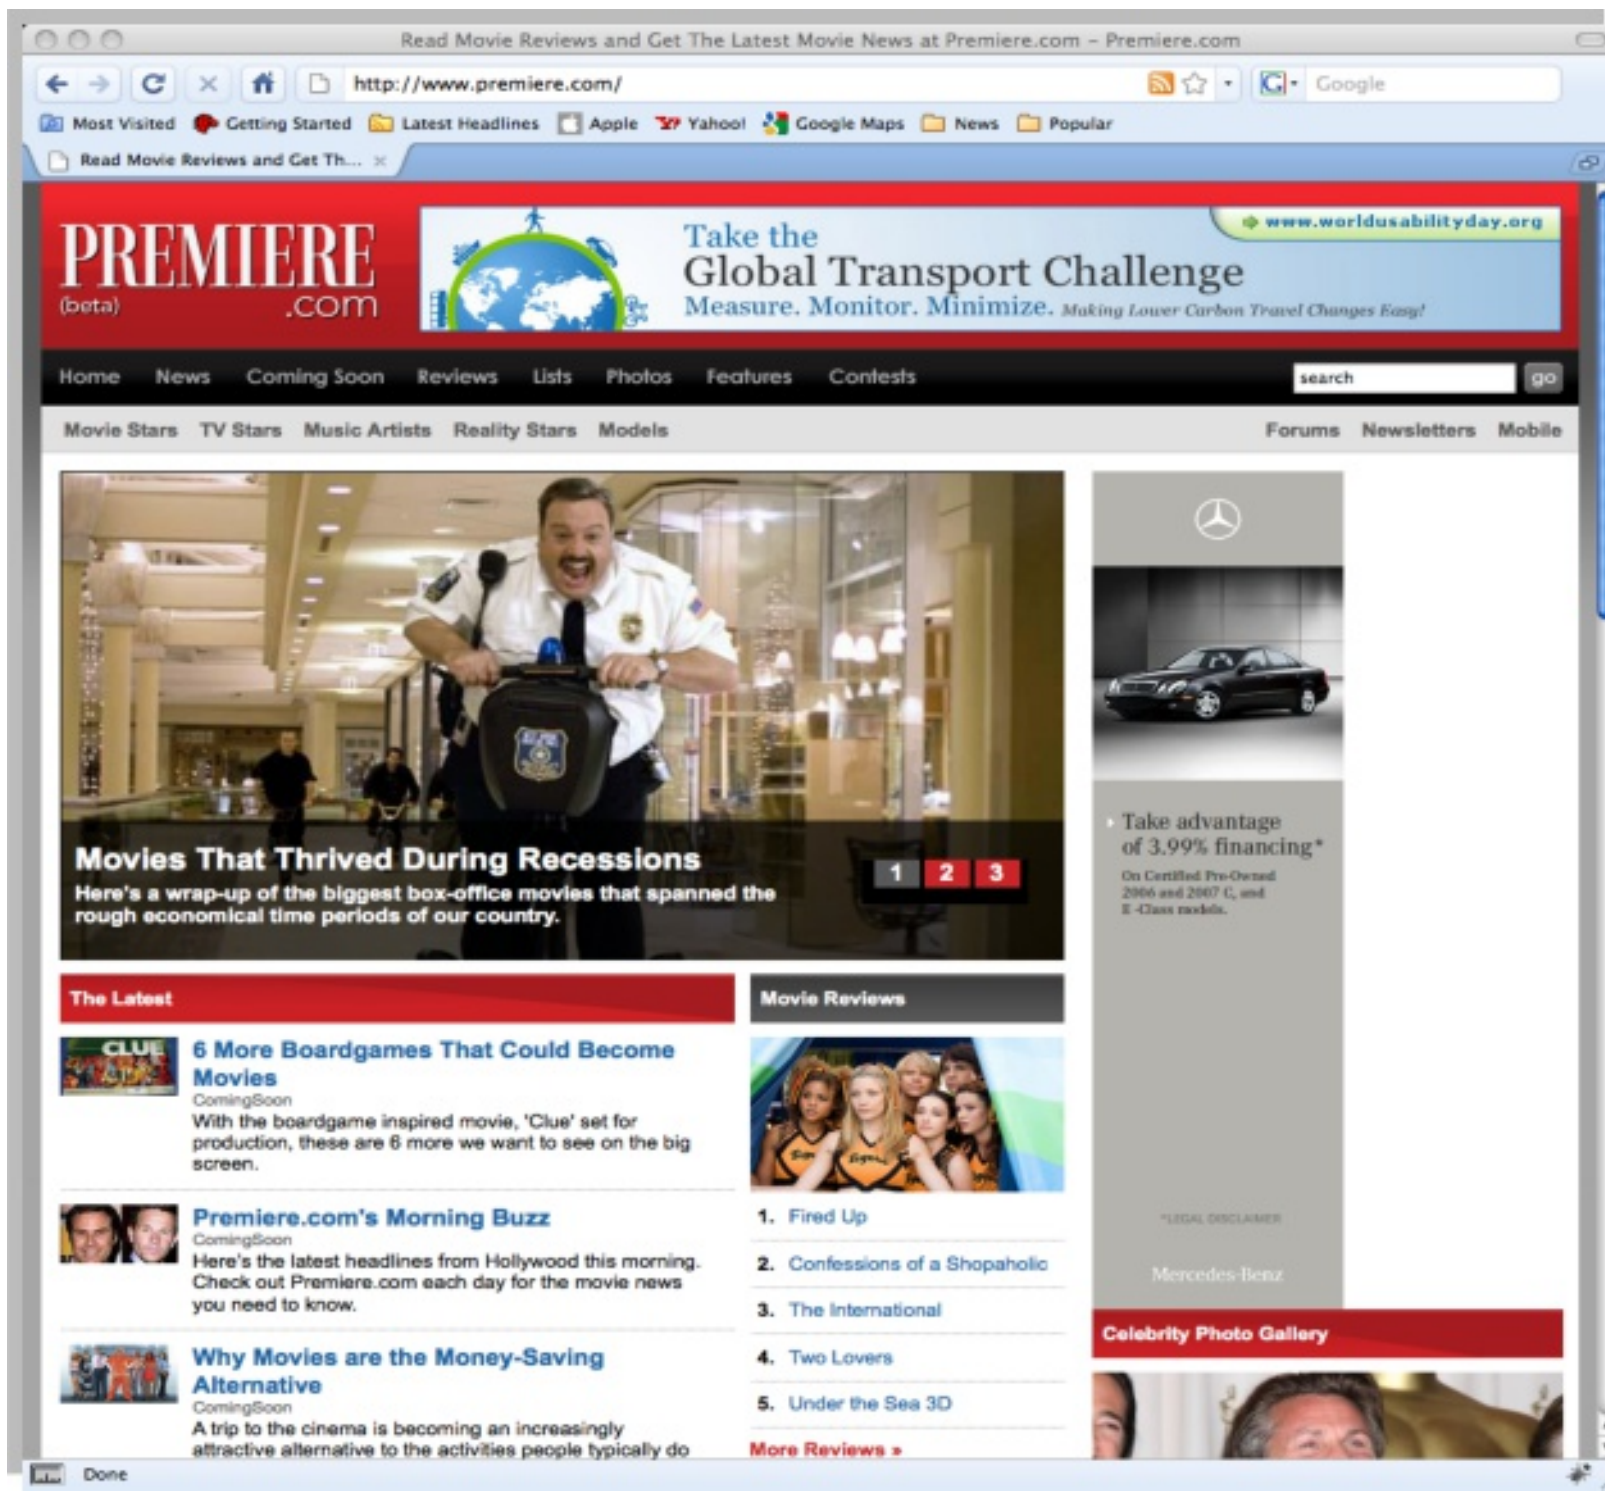 Read Movie Reviews and Get The Latest Movie News at Premiere.com – Premiere.com
http://www.premiere.com/
Google
Most Visited Getting Started Latest Headlines Apple Yahoo! Google Maps News Popular
Read Movie Reviews and Get Th...
PREMIERE
(beta) .com
www.worldusabilityday.org
Take the
Global Transport Challenge
Measure. Monitor. Minimize. Making Lower Carbon Travel Changes Easy!
Home News Coming Soon Reviews Lists Photos Features Contests search go
Movie Stars TV Stars Music Artists Reality Stars Models Forums Newsletters Mobile
Movies That Thrived During Recessions
Here's a wrap-up of the biggest box-office movies that spanned the
rough economical time periods of our country.
1 2 3
Take advantage
of 3.99% financing*
On Certified Pre-Owned
2006 and 2007 C, and
E -Class models.
*LEGAL DISCLAIMER
Mercedes-Benz
The Latest
CLUE
6 More Boardgames That Could Become
Movies
ComingSoon
With the boardgame inspired movie, 'Clue' set for
production, these are 6 more we want to see on the big
screen.
Premiere.com's Morning Buzz
ComingSoon
Here's the latest headlines from Hollywood this morning.
Check out Premiere.com each day for the movie news
you need to know.
Why Movies are the Money-Saving
Alternative
ComingSoon
A trip to the cinema is becoming an increasingly
attractive alternative to the activities people typically do
Movie Reviews
1. Fired Up
2. Confessions of a Shopaholic
3. The International
4. Two Lovers
5. Under the Sea 3D
More Reviews »
Celebrity Photo Gallery
Done